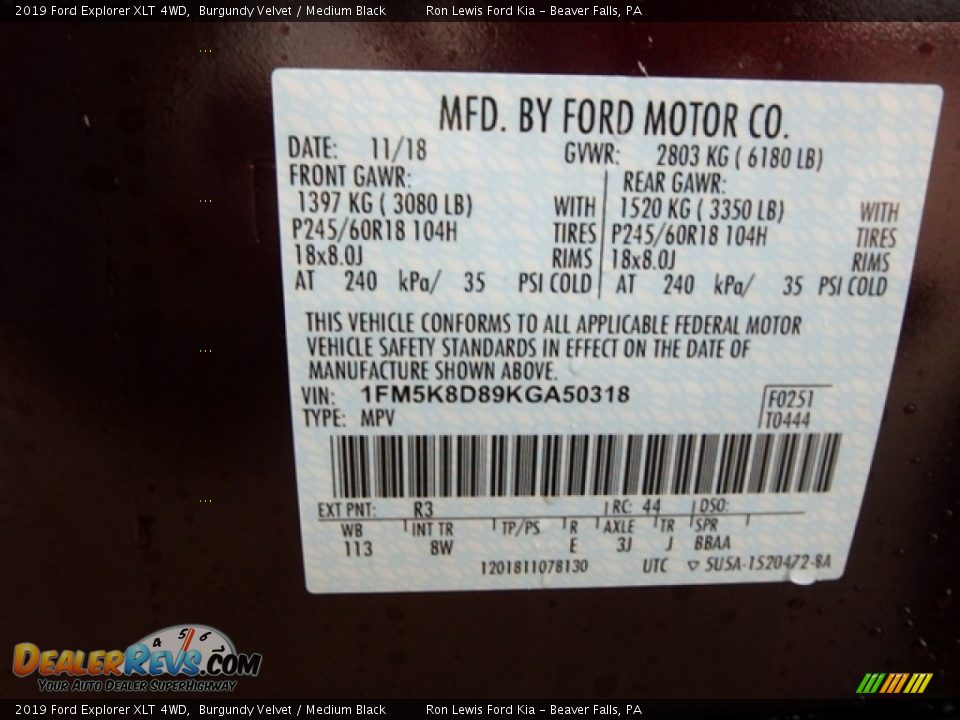 2019 Ford Explorer XLT 4WD, Burgundy Velvet / Medium Black Ron Lewis Ford Kia - Beaver Falls, PA
MFD. BY FORD MOTOR CO.
DATE: 11/18 GVWR: 2803 KG ( 6180 LB)
FRONT GAWR: REAR GAWR:
1397 KG ( 3080 LB) WITH 1520 KG ( 3350 LB) WITH
P245/60R18 104H TIRES P245/60R18 104H TIRES
18x8.0J RIMS 18x8.0J RIMS
AT 240 kPa/ 35 PSI COLD AT 240 kPa/ 35 PSI COLD
THIS VEHICLE CONFORMS TO ALL APPLICABLE FEDERAL MOTOR
VEHICLE SAFETY STANDARDS IN EFFECT ON THE DATE OF
MANUFACTURE SHOWN ABOVE.
VIN: 1FM5K8D89KGA50318 F0251
TYPE: MPV T0444
EXT PNT: R3 RC: 44 DSO:
WB INT TR TP/PS R AXLE TR SPR
113 8W E 3J J BBAA
1201811078130 UTC ▽ 5USA-1520472-BA
DEALERREVS.COM
Your Auto Dealer SuperHighway
2019 Ford Explorer XLT 4WD, Burgundy Velvet / Medium Black Ron Lewis Ford Kia - Beaver Falls, PA